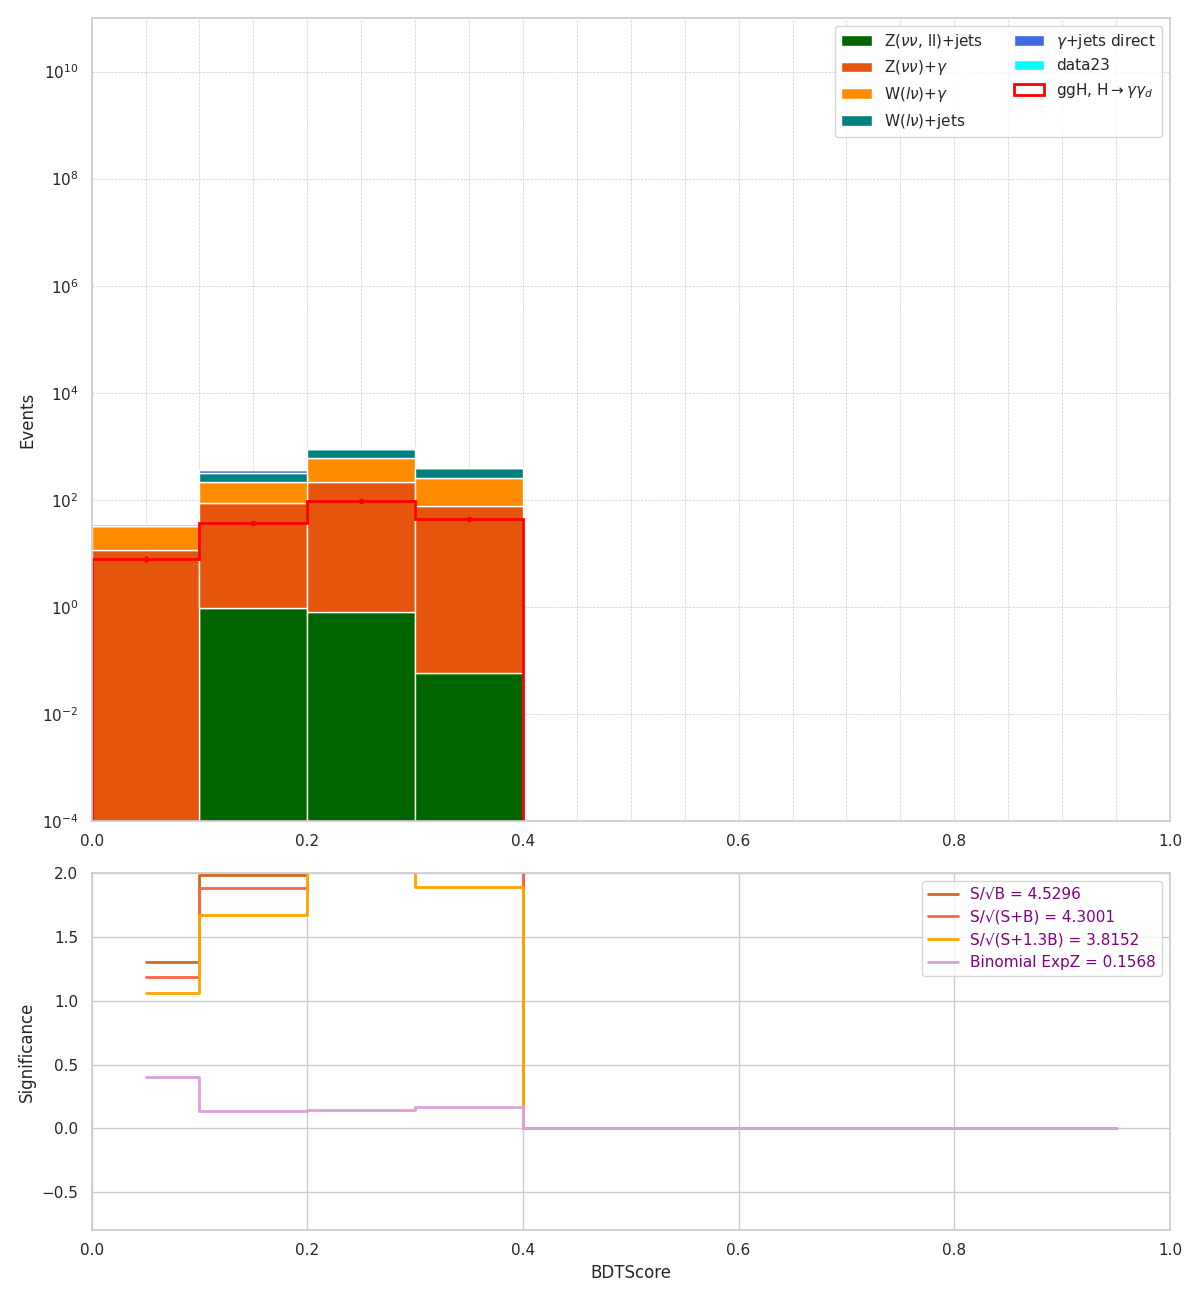 Z(νν, ll)+jets
Z(νν)+γ
W(lν)+γ
W(lν)+jets
γ+jets direct
data23
ggH, H→γγ_d
Events
10^10
10^8
10^6
10^4
10^2
10^0
10^−2
10^−4
0.0 0.2 0.4 0.6 0.8 1.0
S/√B = 4.5296
S/√(S+B) = 4.3001
S/√(S+1.3B) = 3.8152
Binomial ExpZ = 0.1568
Significance
2.0
1.5
1.0
0.5
0.0
−0.5
0.0 0.2 0.4 0.6 0.8 1.0
BDTScore